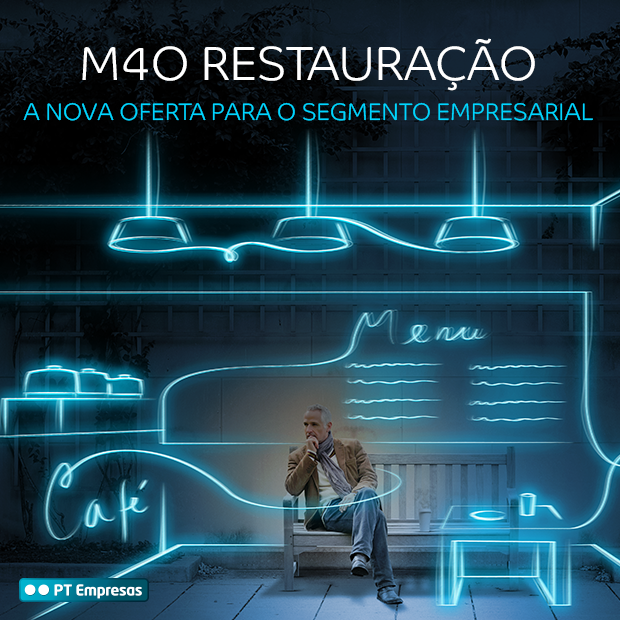 M4O RESTAURAÇÃO
A NOVA OFERTA PARA O SEGMENTO EMPRESARIAL
Menu
Café
PT Empresas